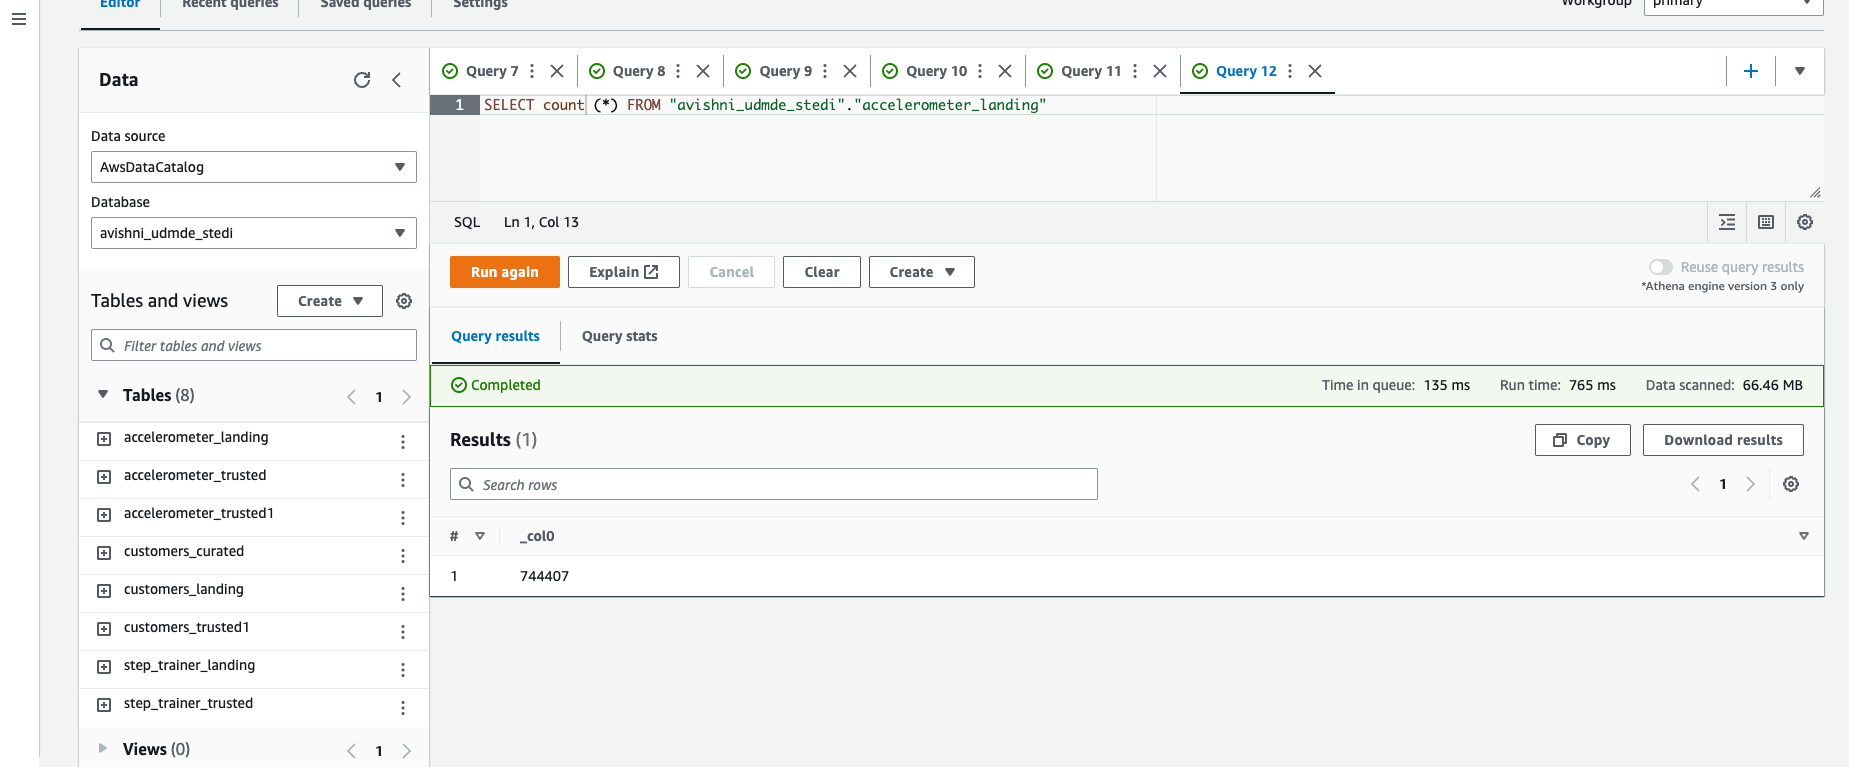 Editor Recent queries Saved queries Settings Workgroup primary
Data
Data source
AwsDataCatalog
Database
avishni_udmde_stedi
Tables and views Create
Filter tables and views
Tables (8) 1
accelerometer_landing
accelerometer_trusted
accelerometer_trusted1
customers_curated
customers_landing
customers_trusted1
step_trainer_landing
step_trainer_trusted
Views (0) 1
Query 7 Query 8 Query 9 Query 10 Query 11 Query 12
1 SELECT count (*) FROM "avishni_udmde_stedi"."accelerometer_landing"
SQL Ln 1, Col 13
Run again Explain Cancel Clear Create
Reuse query results
*Athena engine version 3 only
Query results Query stats
Completed Time in queue: 135 ms Run time: 765 ms Data scanned: 66.46 MB
Results (1) Copy Download results
Search rows 1
# _col0
1 744407